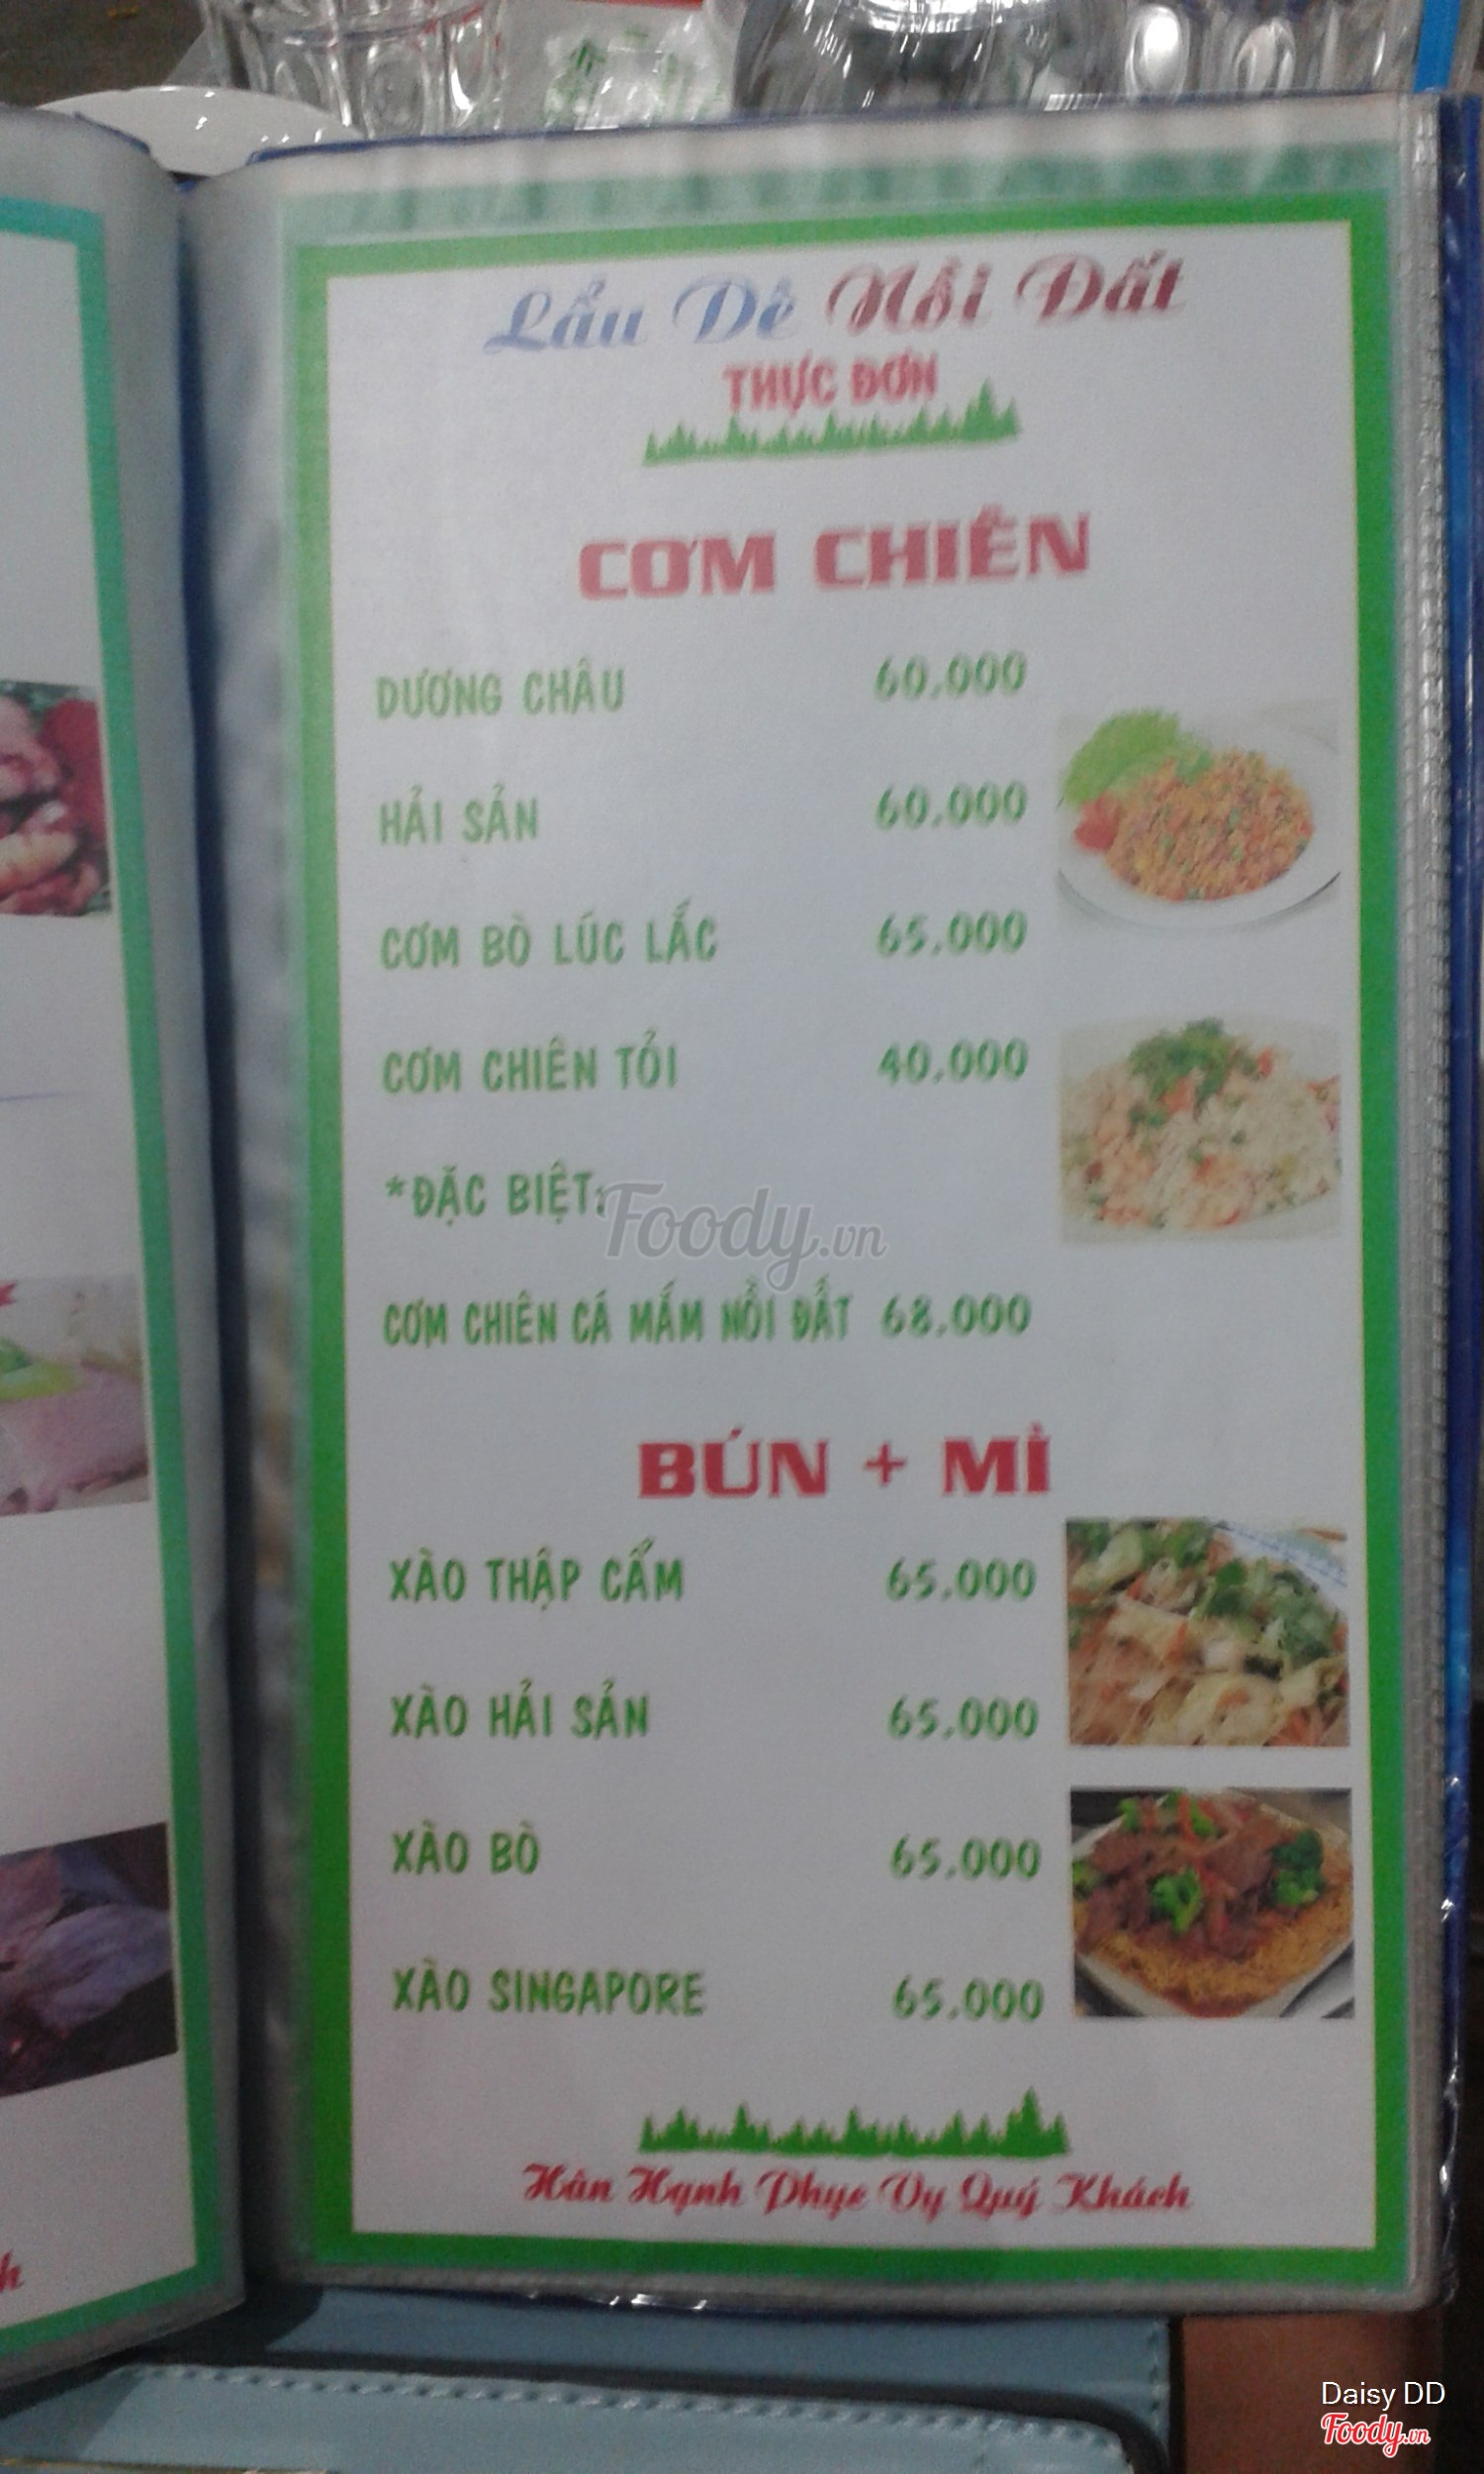 Lẩu Dê Nồi Đất
THỰC ĐƠN
CƠM CHIÊN
DƯƠNG CHÂU 60.000
HẢI SẢN 60.000
CƠM BÒ LÚC LẮC 65.000
CƠM CHIÊN TỎI 40.000
*ĐẶC BIỆT:
Foody.vn
CƠM CHIÊN CÁ MẮM NỒI ĐẤT 68.000
BÚN + MÌ
XÀO THẬP CẨM 65.000
XÀO HẢI SẢN 65.000
XÀO BÒ 65.000
XÀO SINGAPORE 65.000
Hân Hạnh Phục Vụ Quý Khách
h
Daisy DD
Foody.vn